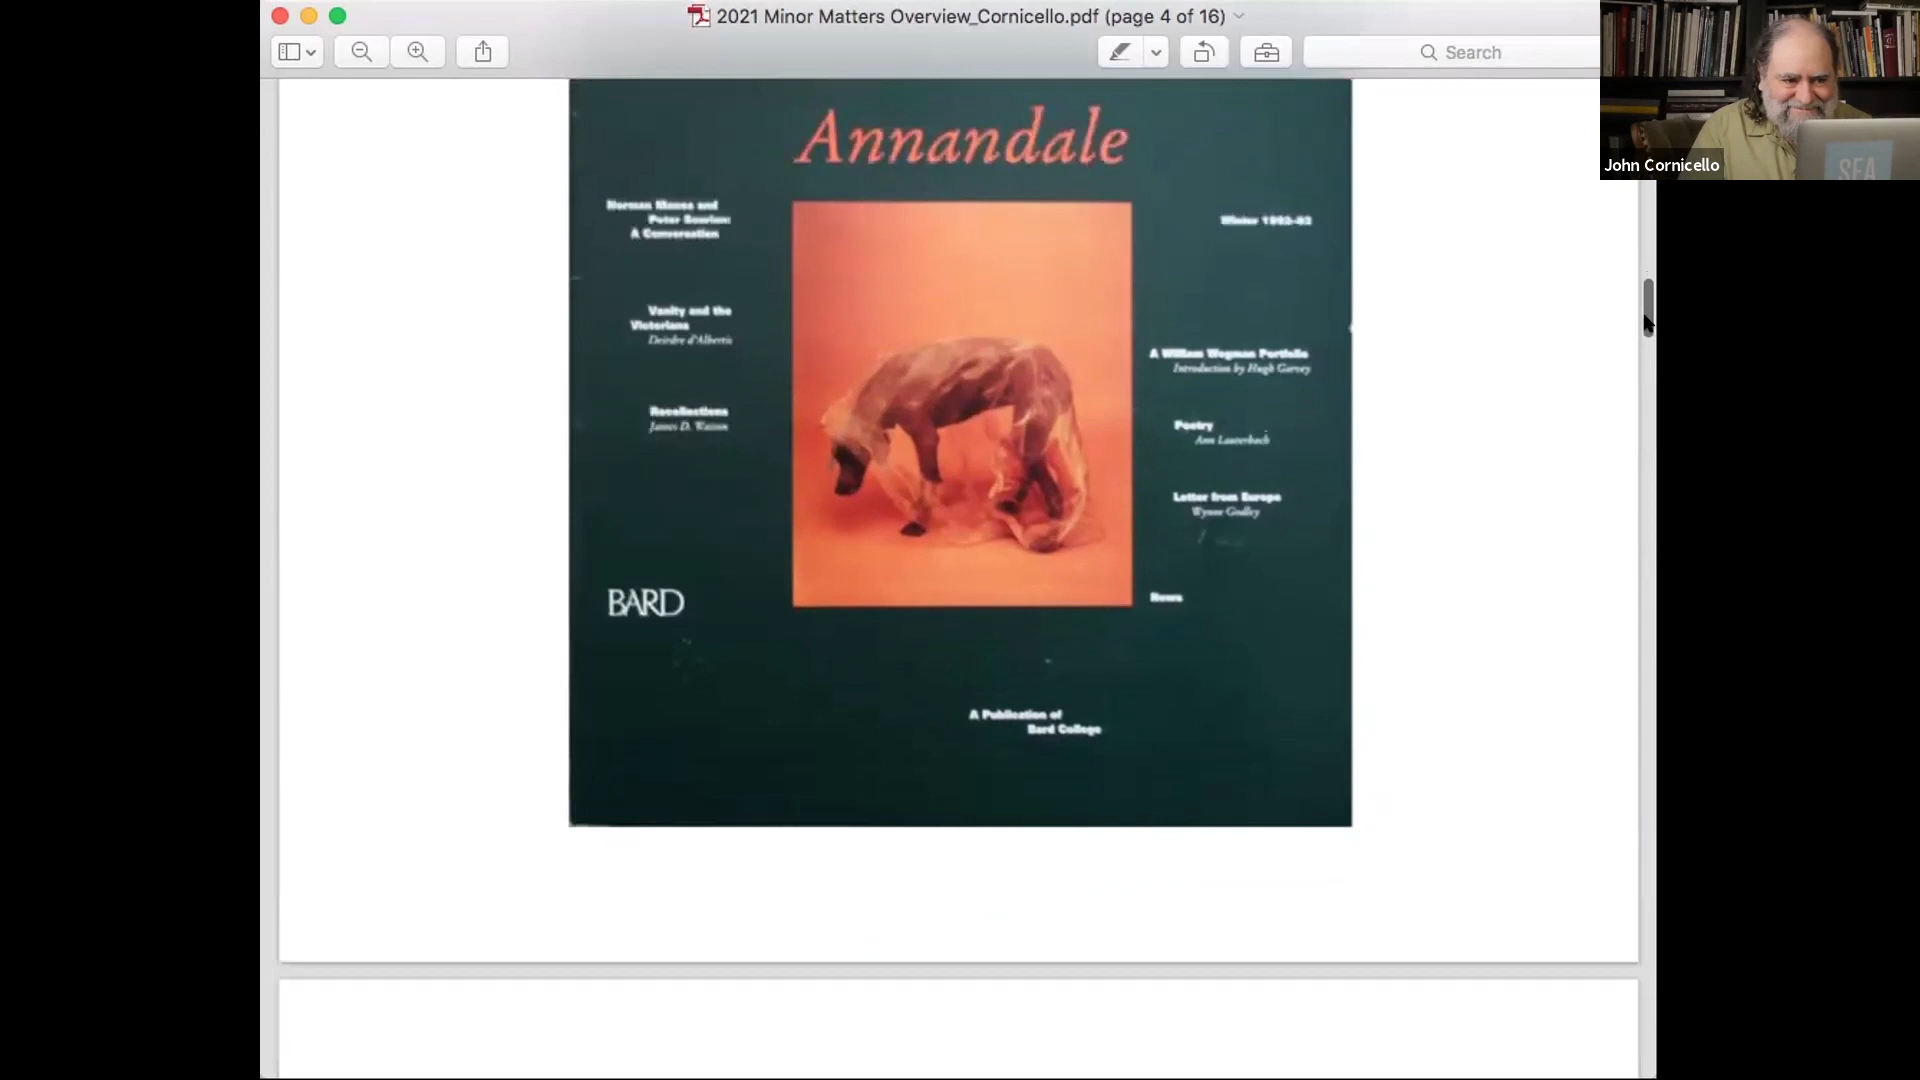 2021 Minor Matters Overview_Cornicello.pdf (page 4 of 16)
Search
John Cornicello
SEA
Annandale
Norman Manea and
A Conversation
Winter 1992-93
Vanity and the
Victorians
Deirdre d'Albertis
A William Wegman Portfolio
Introduction by Hugh Garvey
Recollections
James D. Watson
Poetry
Ann Lauterbach
Letter from Europe
Wynne Godley
BARD
News
A Publication of
Bard College